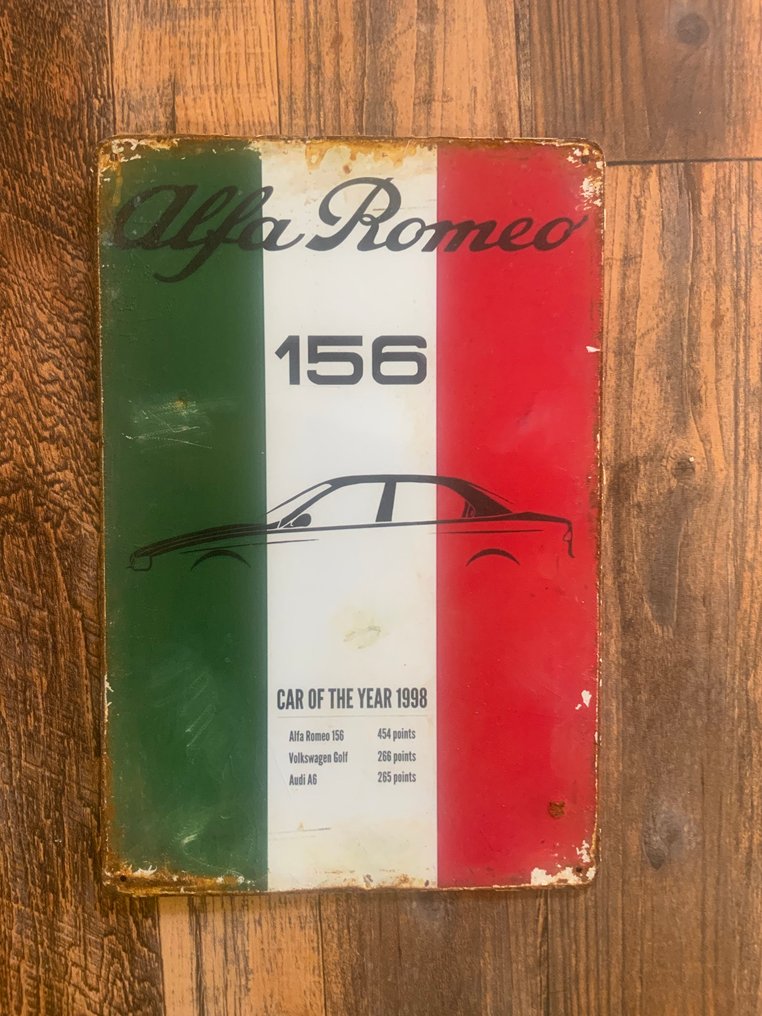 Alfa Romeo
156
CAR OF THE YEAR 1998
Alfa Romeo 156 454 points
Volkswagen Golf 266 points
Audi A6 265 points